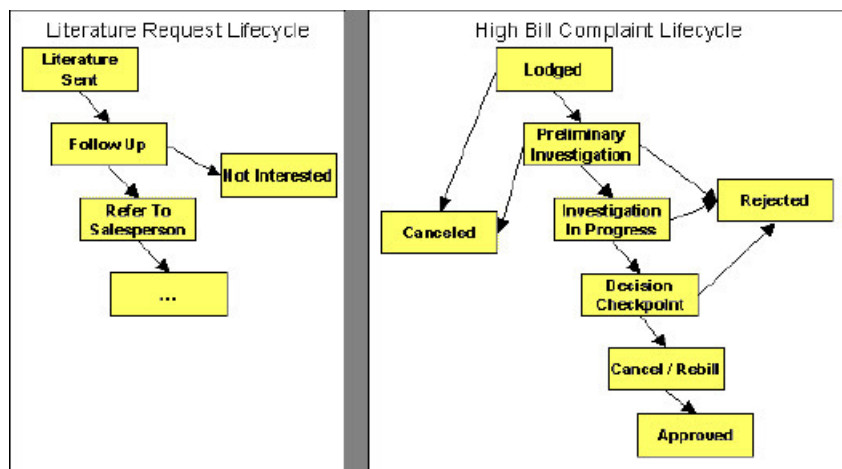 Literature Request Lifecycle
Literature
Sent
Follow Up
Not Interested
Refer To
Salesperson
...
High Bill Complaint Lifecycle
Lodged
Preliminary
Investigation
Canceled
Investigation
In Progress
Rejected
Decision
Checkpoint
Cancel / Rebill
Approved